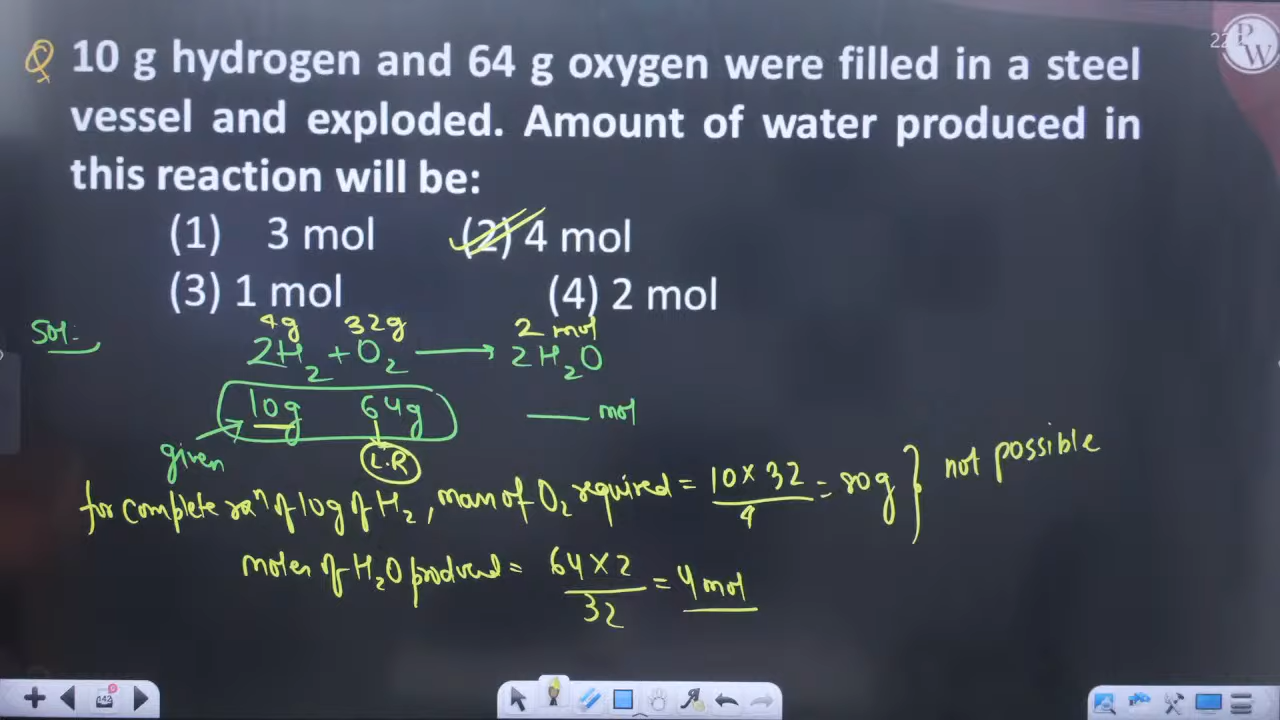 Q 10 g hydrogen and 64 g oxygen were filled in a steel
vessel and exploded. Amount of water produced in
this reaction will be:
(1) 3 mol (2) 4 mol
(3) 1 mol (4) 2 mol
Sol:-
4g 32g 2 mol
2H₂ + O₂ ⟶ 2H₂O
10g 64g ___ mol
given L.R
for complete rxⁿ of 10g of H₂, mass of O₂ required = 10 × 32 / 4 = 80g } not possible
moles of H₂O produced = 64 × 2 / 32 = 4 mol
PW